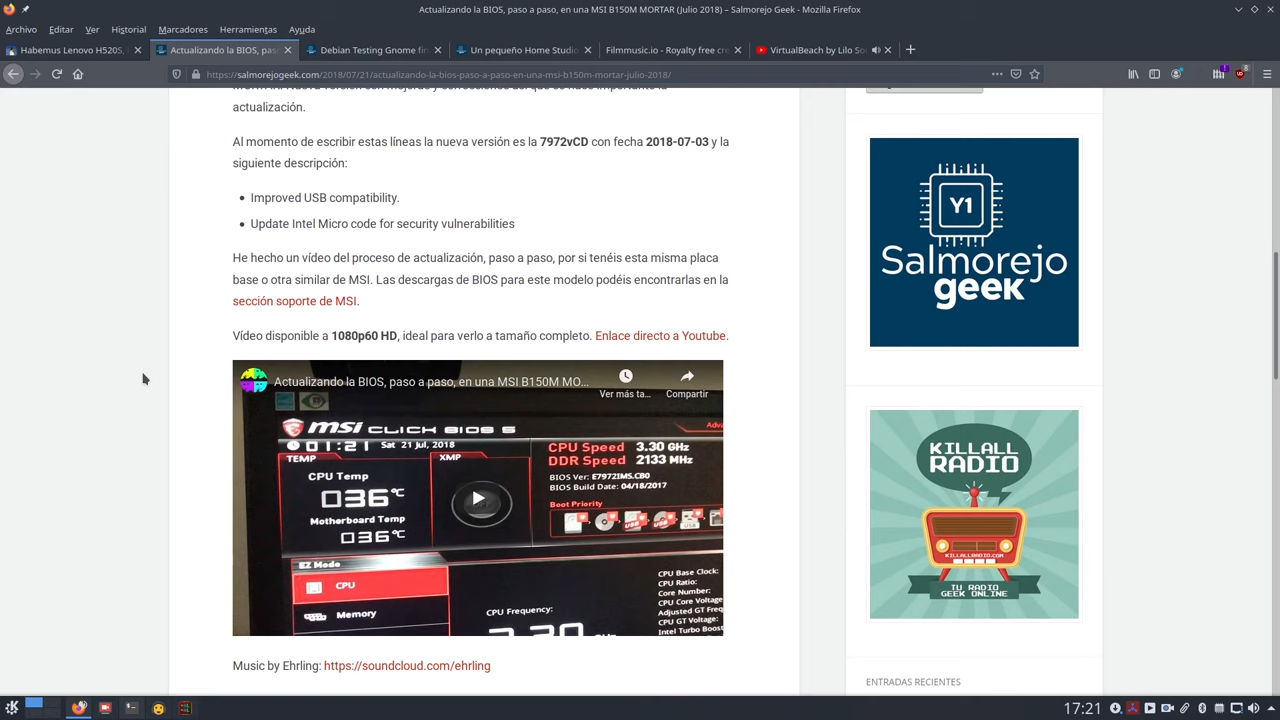 Actualizando la BIOS, paso a paso, en una MSI B150M MORTAR (Julio 2018) – Salmorejo Geek - Mozilla Firefox
Archivo Editar Ver Historial Marcadores Herramientas Ayuda
Habemus Lenovo H520S,
Actualizando la BIOS, paso
Debian Testing Gnome fin
Un pequeño Home Studio
Filmmusic.io - Royalty free cre
VirtualBeach by Lilo So
https://salmorejogeek.com/2018/07/21/actualizando-la-bios-paso-a-paso-en-una-msi-b150m-mortar-julio-2018/
actualización.
Al momento de escribir estas líneas la nueva versión es la 7972vCD con fecha 2018-07-03 y la
siguiente descripción:
Improved USB compatibility.
Update Intel Micro code for security vulnerabilities
He hecho un vídeo del proceso de actualización, paso a paso, por si tenéis esta misma placa
base o otra similar de MSI. Las descargas de BIOS para este modelo podéis encontrarlas en la
sección soporte de MSI.
Vídeo disponible a 1080p60 HD, ideal para verlo a tamaño completo. Enlace directo a Youtube.
Actualizando la BIOS, paso a paso, en una MSI B150M MO...
Ver más ta...
Compartir
msi CLICK BIOS 5
01:21 Sat 21 Jul, 2018
TEMP
XMP
CPU Temp
036°C
Motherboard Temp
036°C
CPU Speed 3.30 GHz
DDR Speed 2133 MHz
BIOS Ver: E7972IMS.CB0
BIOS Build Date: 04/18/2017
Boot Priority
EZ Mode
CPU
Memory
CPU Frequency:
CPU Base Clock:
CPU Ratio:
Core Number:
CPU Core Voltage
Adjusted GT Freq
CPU GT Voltage:
Intel Turbo Boost
Music by Ehrling: https://soundcloud.com/ehrling
Y1
Salmorejo
geek
KILLALL
RADIO
KILLALLRADIO.COM
TU RADIO
GEEK ONLINE
ENTRADAS RECIENTES
17:21